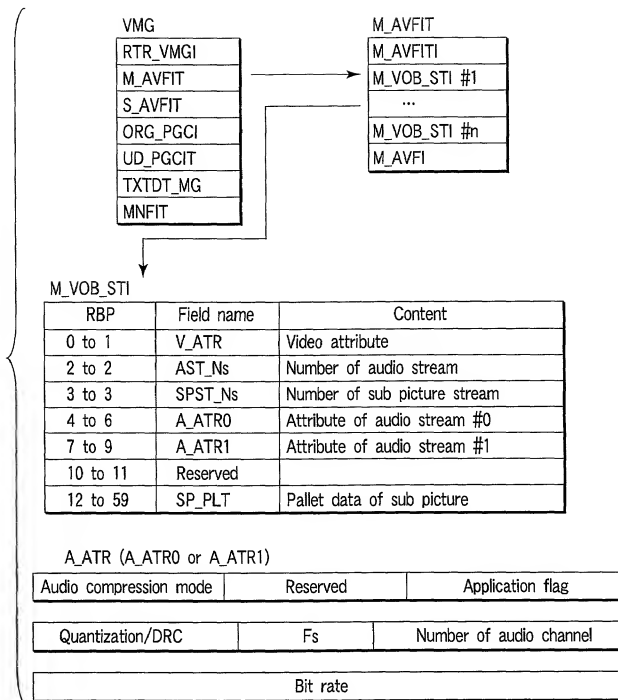 VMG
RTR_VMGI
M_AVFIT
S_AVFIT
ORG_PGCI
UD_PGCIT
TXTDT_MG
MNFIT
M_AVFIT
M_AVFITI
M_VOB_STI #1
...
M_VOB_STI #n
M_AVFI
M_VOB_STI
RBP Field name Content
0 to 1 V_ATR Video attribute
2 to 2 AST_Ns Number of audio stream
3 to 3 SPST_Ns Number of sub picture stream
4 to 6 A_ATR0 Attribute of audio stream #0
7 to 9 A_ATR1 Attribute of audio stream #1
10 to 11 Reserved
12 to 59 SP_PLT Pallet data of sub picture
A_ATR (A_ATR0 or A_ATR1)
Audio compression mode Reserved Application flag
Quantization/DRC Fs Number of audio channel
Bit rate